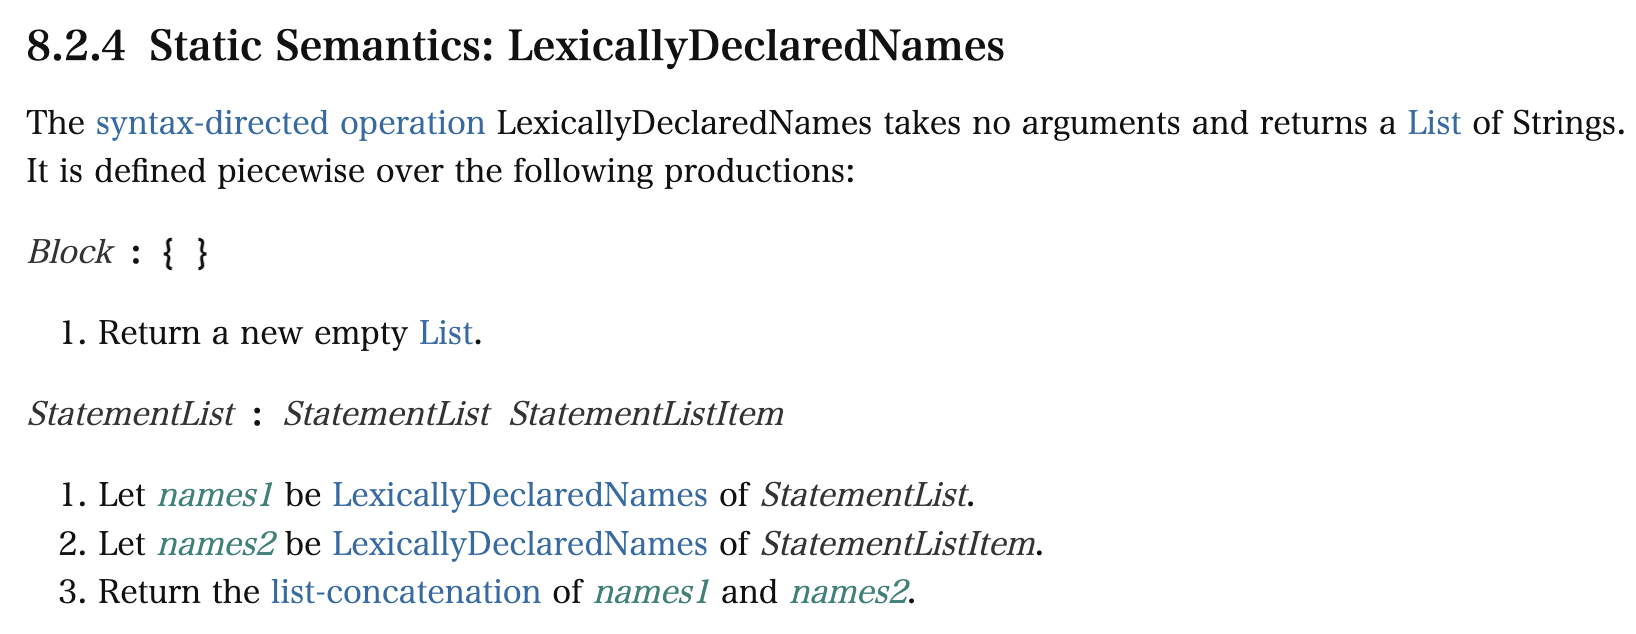 8.2.4 Static Semantics: LexicallyDeclaredNames
The syntax-directed operation LexicallyDeclaredNames takes no arguments and returns a List of Strings.
It is defined piecewise over the following productions:
Block : { }
1. Return a new empty List.
StatementList : StatementList StatementListItem
1. Let names1 be LexicallyDeclaredNames of StatementList.
2. Let names2 be LexicallyDeclaredNames of StatementListItem.
3. Return the list-concatenation of names1 and names2.